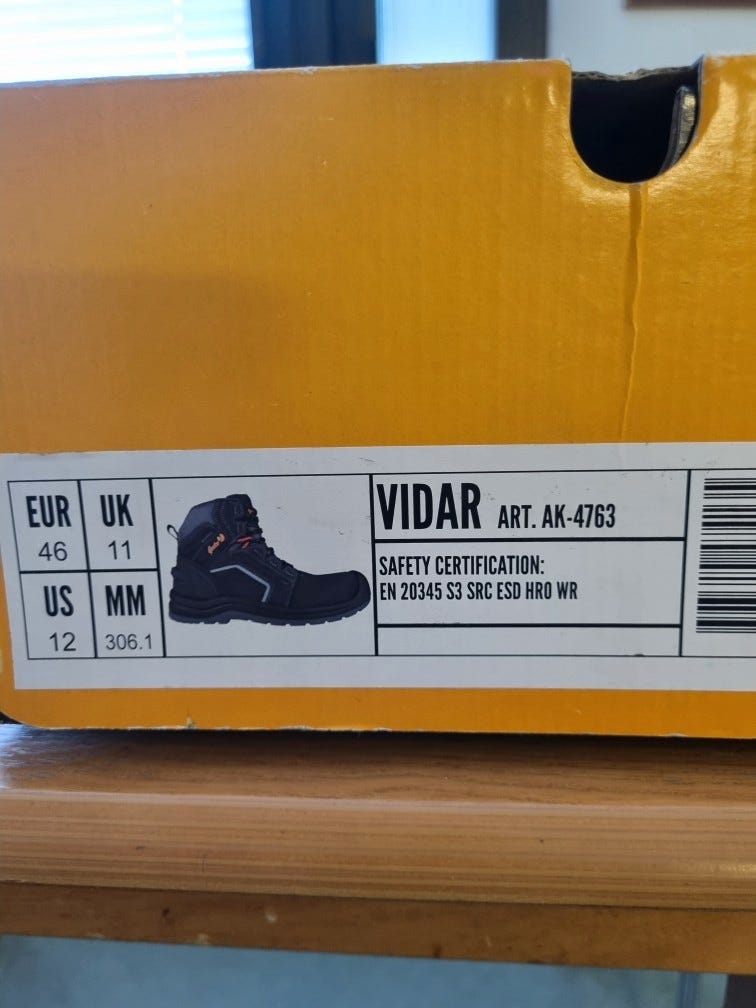 EUR UK
46 11
US MM
12 306.1
VIDAR ART. AK-4763
SAFETY CERTIFICATION:
EN 20345 S3 SRC ESD HRO WR